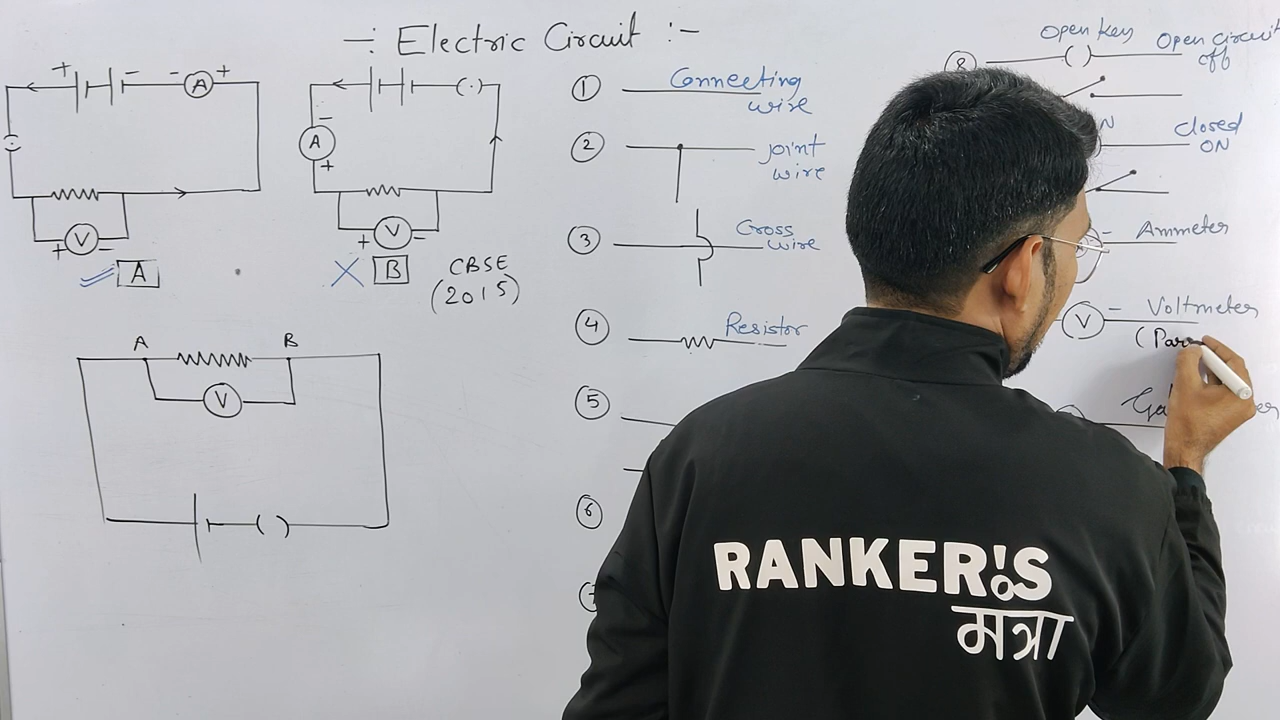 -: Electric Circuit :-
+ - - A +
- A +
+ V -
A
+ V -
B
CBSE
(2015)
A B
V
1 Connecting
wire
2 joint
wire
3 Cross
wire
4 Resistor
5
6
8 Open key Open circuit
off
closed
ON
- Ammeter
V - Voltmeter
RANKER'S
मंत्रा